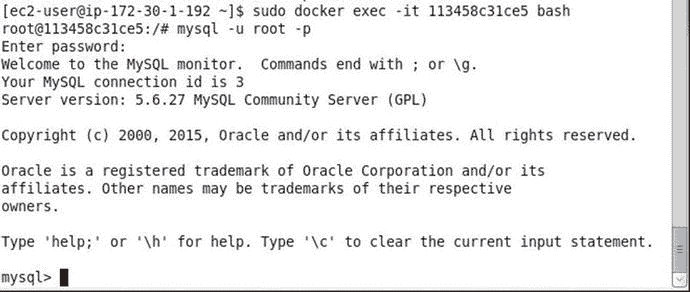 [ec2-user@ip-172-30-1-192 ~]$ sudo docker exec -it 113458c31ce5 bash
root@113458c31ce5:/# mysql -u root -p
Enter password:
Welcome to the MySQL monitor.  Commands end with ; or \g.
Your MySQL connection id is 3
Server version: 5.6.27 MySQL Community Server (GPL)
Copyright (c) 2000, 2015, Oracle and/or its affiliates. All rights reserved.
Oracle is a registered trademark of Oracle Corporation and/or its
affiliates. Other names may be trademarks of their respective
owners.
Type 'help;' or '\h' for help. Type '\c' to clear the current input statement.
mysql>